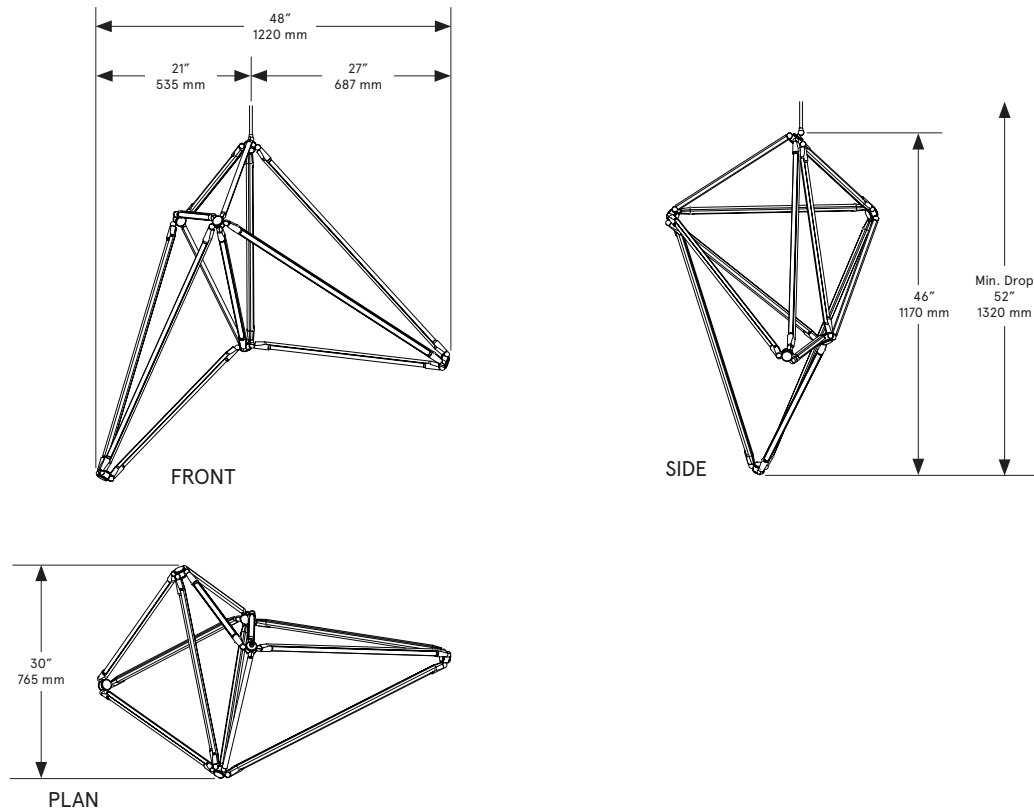 48″
1220 mm
21″
535 mm
27″
687 mm
FRONT
46″
1170 mm
Min. Drop
52″
1320 mm
SIDE
30″
765 mm
PLAN